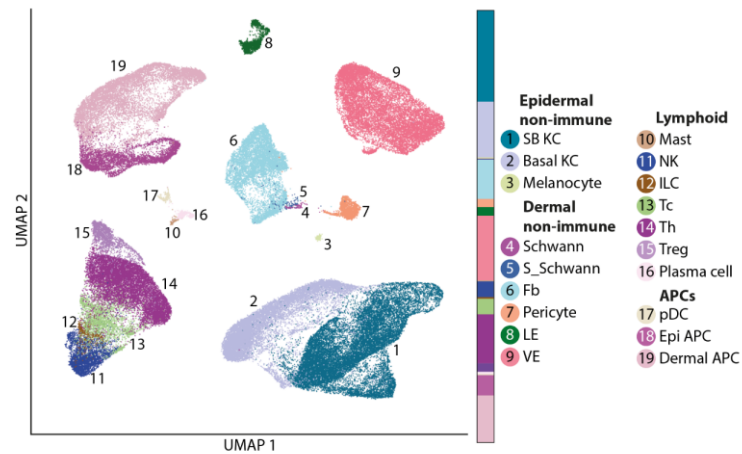 19
8
9
6
18
17
5
16
4
7
10
3
15
14
2
12
13
1
11
UMAP 2
UMAP 1
Epidermal
non-immune
1 SB KC
2 Basal KC
3 Melanocyte
Dermal
non-immune
4 Schwann
5 S_Schwann
6 Fb
7 Pericyte
8 LE
9 VE
Lymphoid
10 Mast
11 NK
12 ILC
13 Tc
14 Th
15 Treg
16 Plasma cell
APCs
17 pDC
18 Epi APC
19 Dermal APC